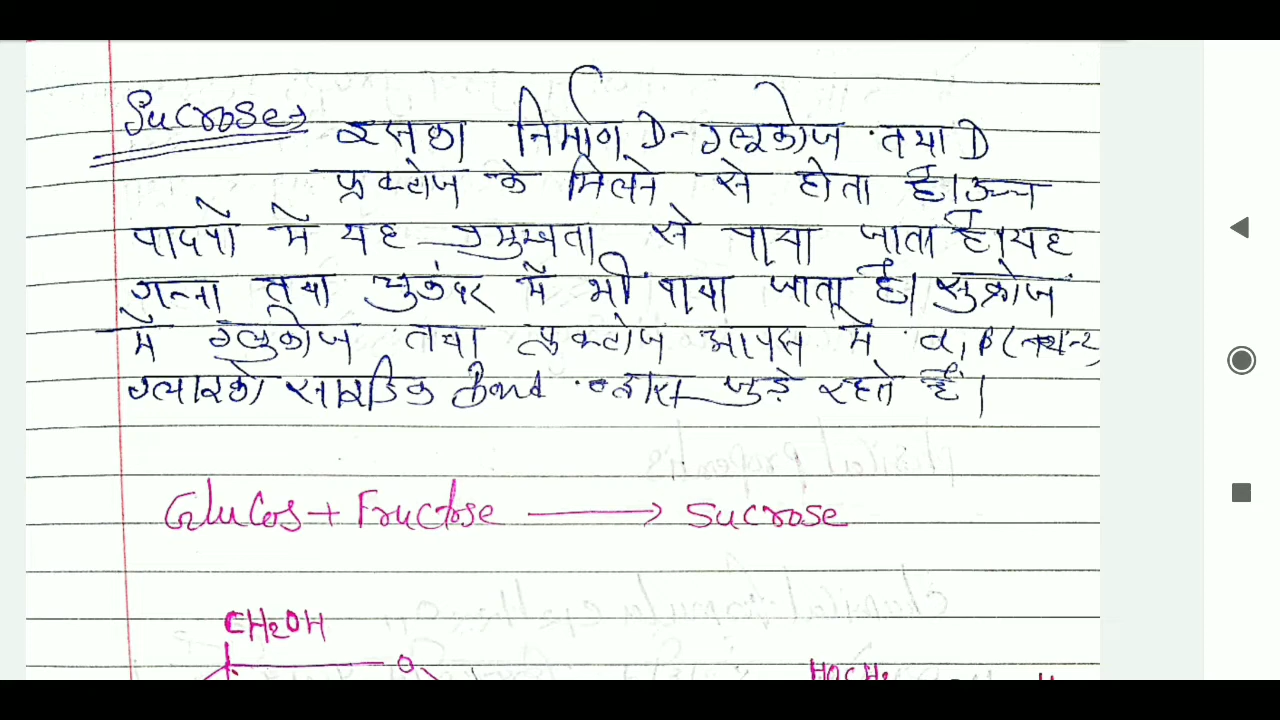 Sucrose→ इसका निर्माण D-ग्लूकोज तथा D
फ्रक्टोज के मिलने से होता है। उच्च
पादपों में यह प्रमुखता से पाया जाता है। यह
गन्ना तथा चुकंदर में भी पाया जाता है। सुक्रोज
में ग्लुकोज तथा फ्रुक्टोज आपस में α, β (
ग्लाइकोसाइडिक Bond द्वारा जुड़े रहते हैं।
Glucos + Fructose ⟶ Sucrose
CH₂OH
O
HOCH₂ H